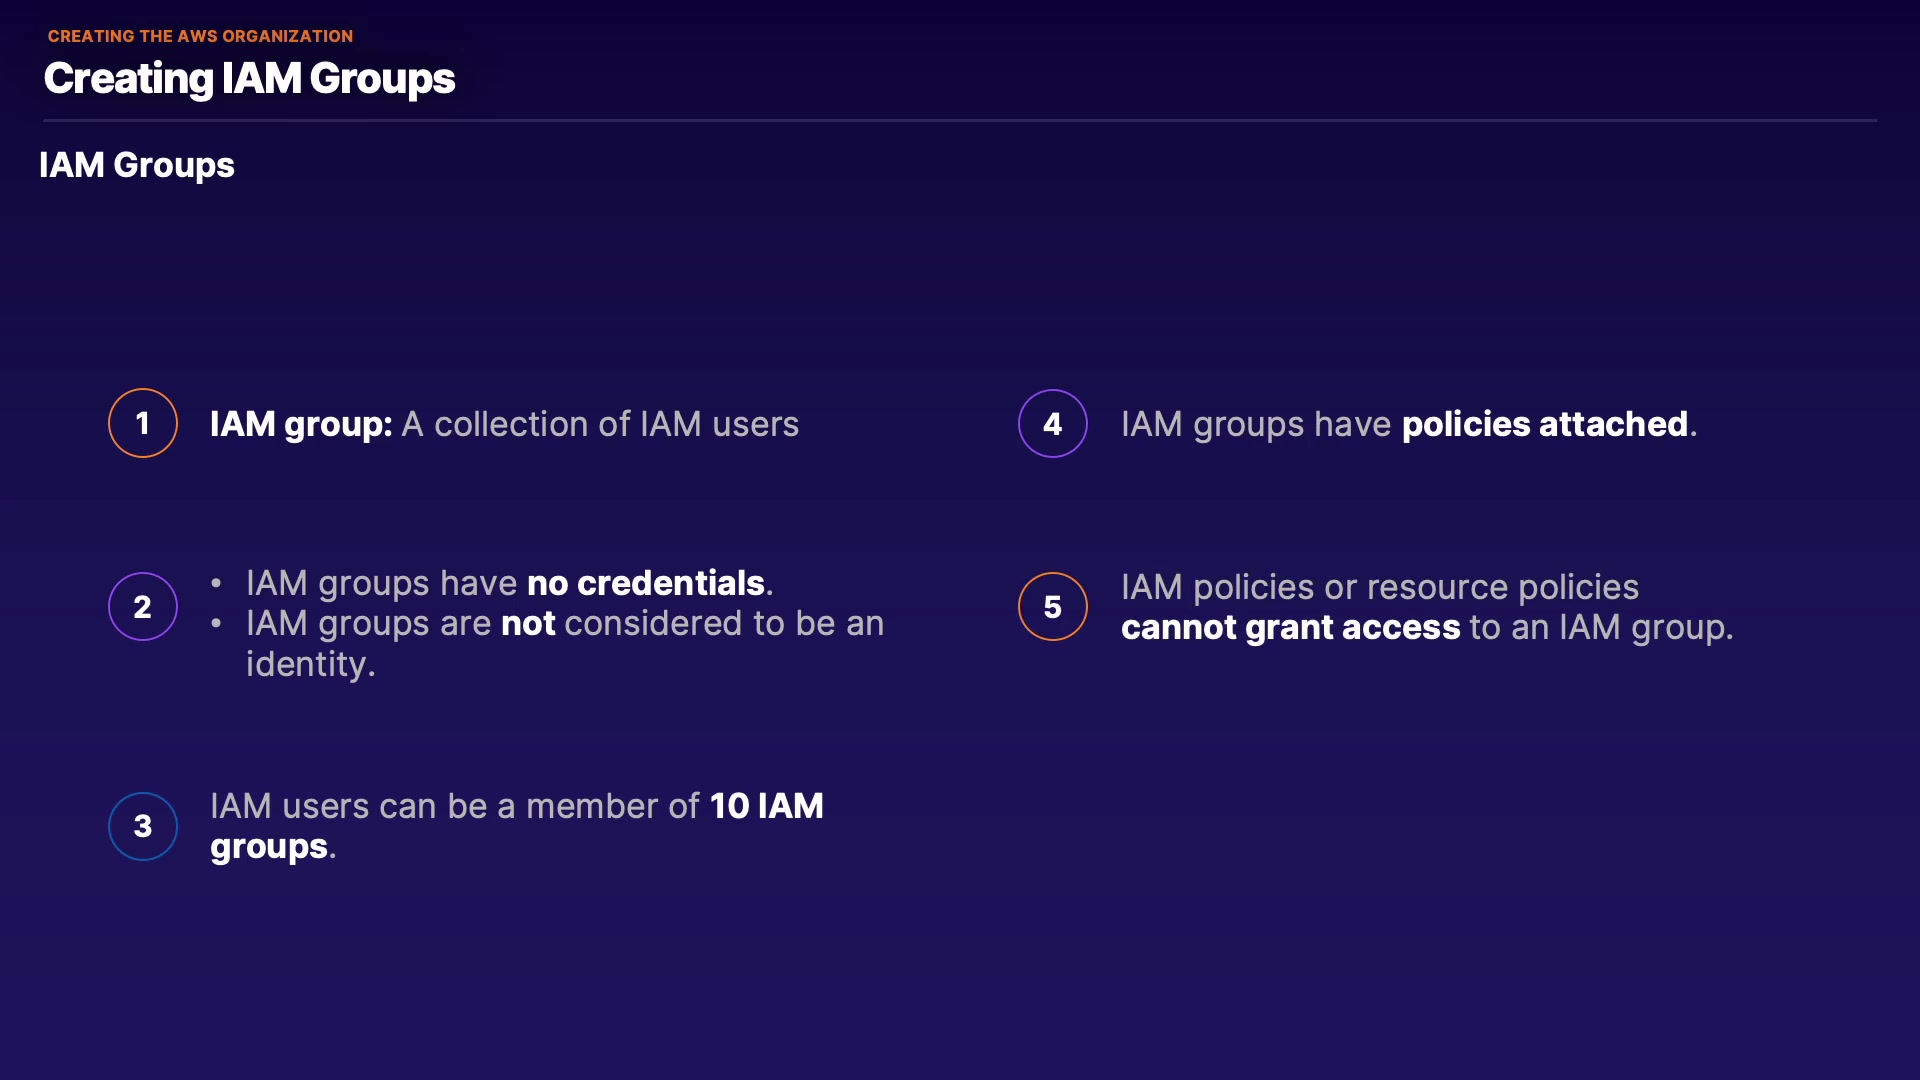 CREATING THE AWS ORGANIZATION
Creating IAM Groups
IAM Groups
1
IAM group: A collection of IAM users
2
• IAM groups have no credentials.
• IAM groups are not considered to be an
identity.
3
IAM users can be a member of 10 IAM
groups.
4
IAM groups have policies attached.
5
IAM policies or resource policies
cannot grant access to an IAM group.